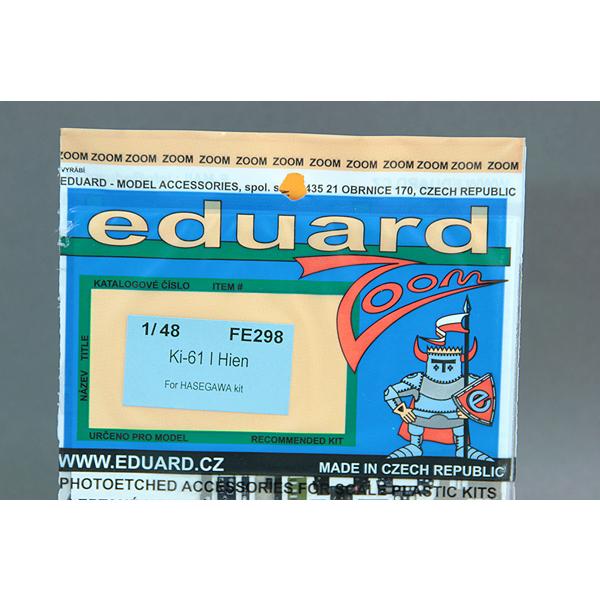 ZOOM ZOOM ZOOM ZOOM ZOOM ZOOM ZOOM ZOOM ZOOM ZOOM ZOOM ZOOM ZOOM ZOOM
VYRÁBÍ
EDUARD - MODEL ACCESSORIES, spol. 435 21 OBRNICE 170, CZECH REPUBLIC
eduard
Zoom
KATALOGOVÉ ČÍSLO ITEM #
1/48 FE298
Ki-61 I Hien
For HASEGAWA kit
NÁZEV TITLE
e
URČENO PRO MODEL RECOMMENDED KIT
WWW.EDUARD.CZ MADE IN CZECH REPUBLIC
PHOTOETCHED ACCESSORIES FOR SCALE PLASTIC KITS